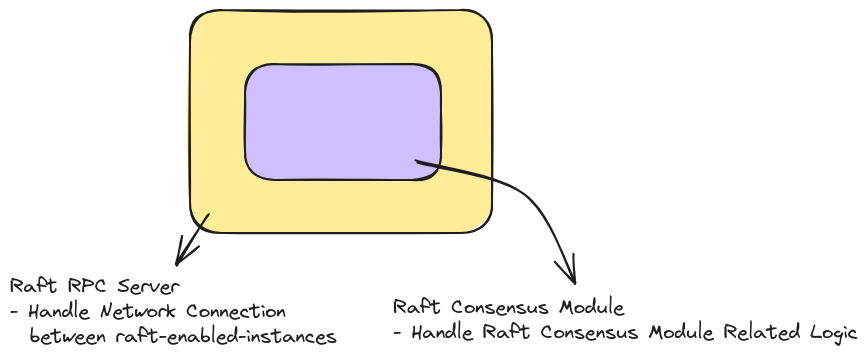 Raft RPC Server
- Handle Network Connection
between raft-enabled-instances
Raft Consensus Module
- Handle Raft Consensus Module Related Logic